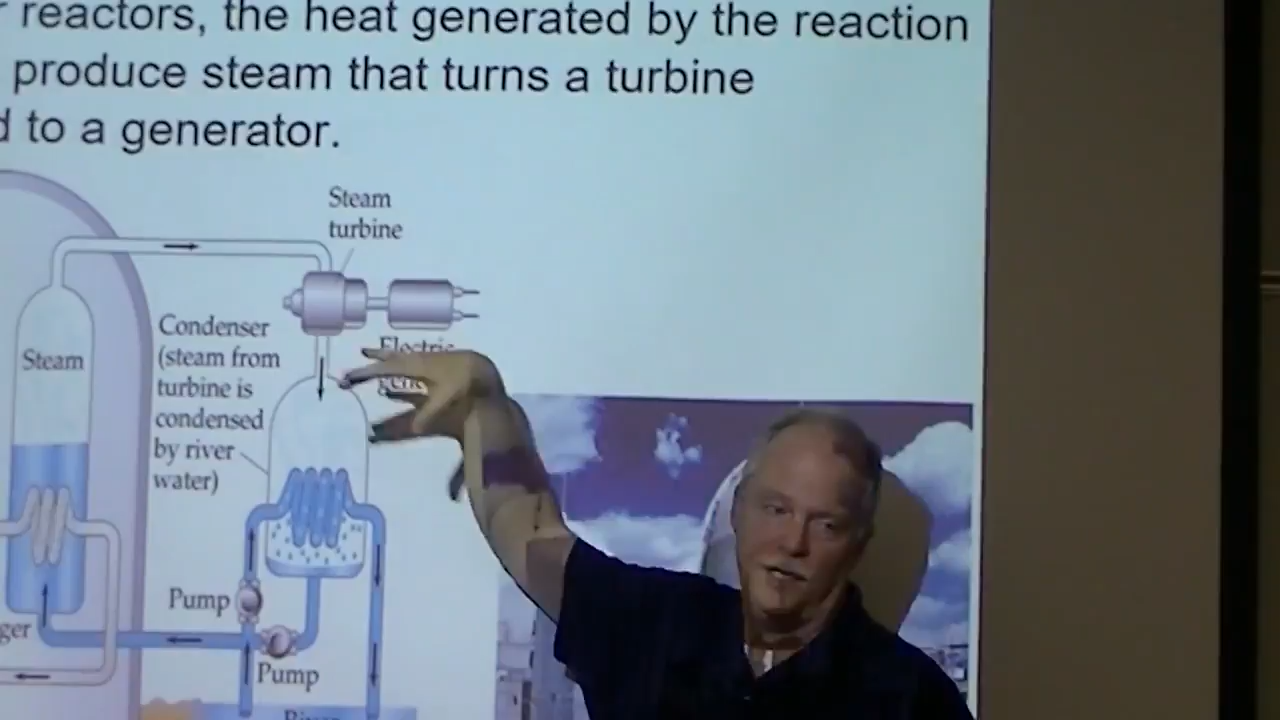 reactors, the heat generated by the reaction
produce steam that turns a turbine
to a generator.
Steam
turbine
Condenser
(steam from
turbine is
condensed
by river
water)
Steam
Electric
Pump
Pump